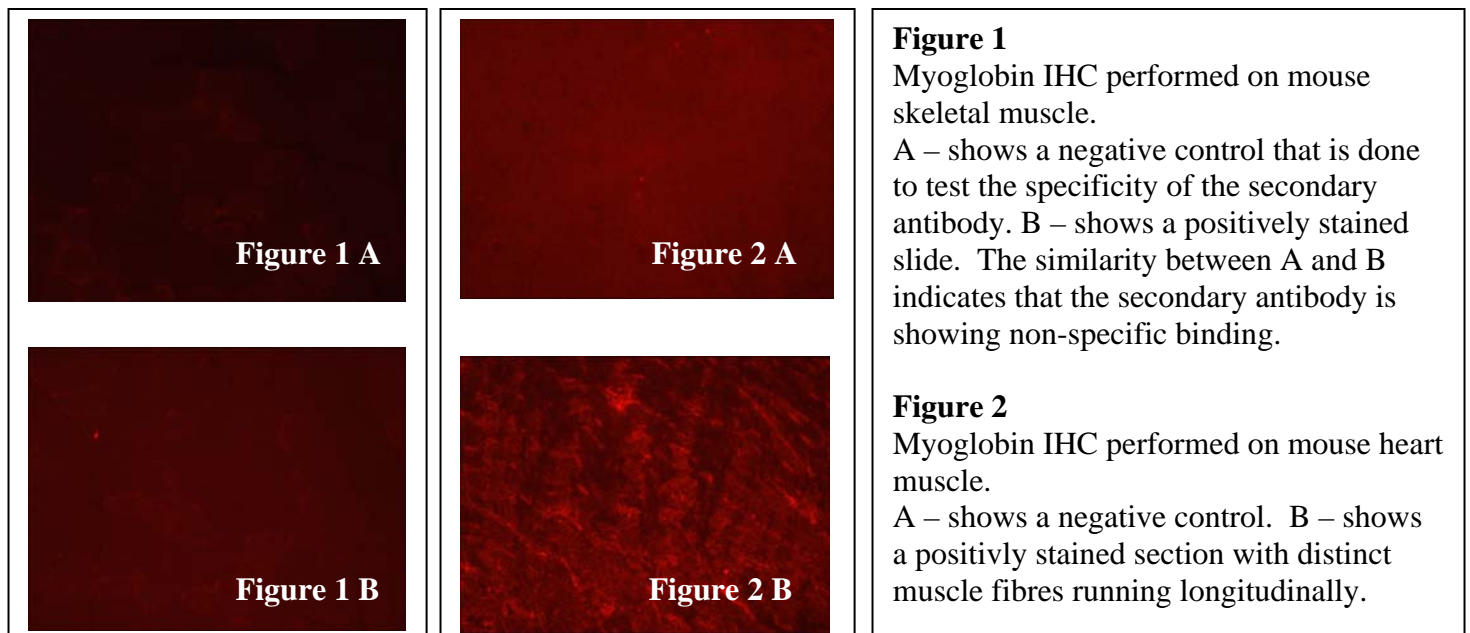 Figure 1 A
Figure 1 B
Figure 2 A
Figure 2 B
Figure 1
Myoglobin IHC performed on mouse
skeletal muscle.
A – shows a negative control that is done
to test the specificity of the secondary
antibody. B – shows a positively stained
slide.  The similarity between A and B
indicates that the secondary antibody is
showing non-specific binding.
Figure 2
Myoglobin IHC performed on mouse heart
muscle.
A – shows a negative control.  B – shows
a positivly stained section with distinct
muscle fibres running longitudinally.